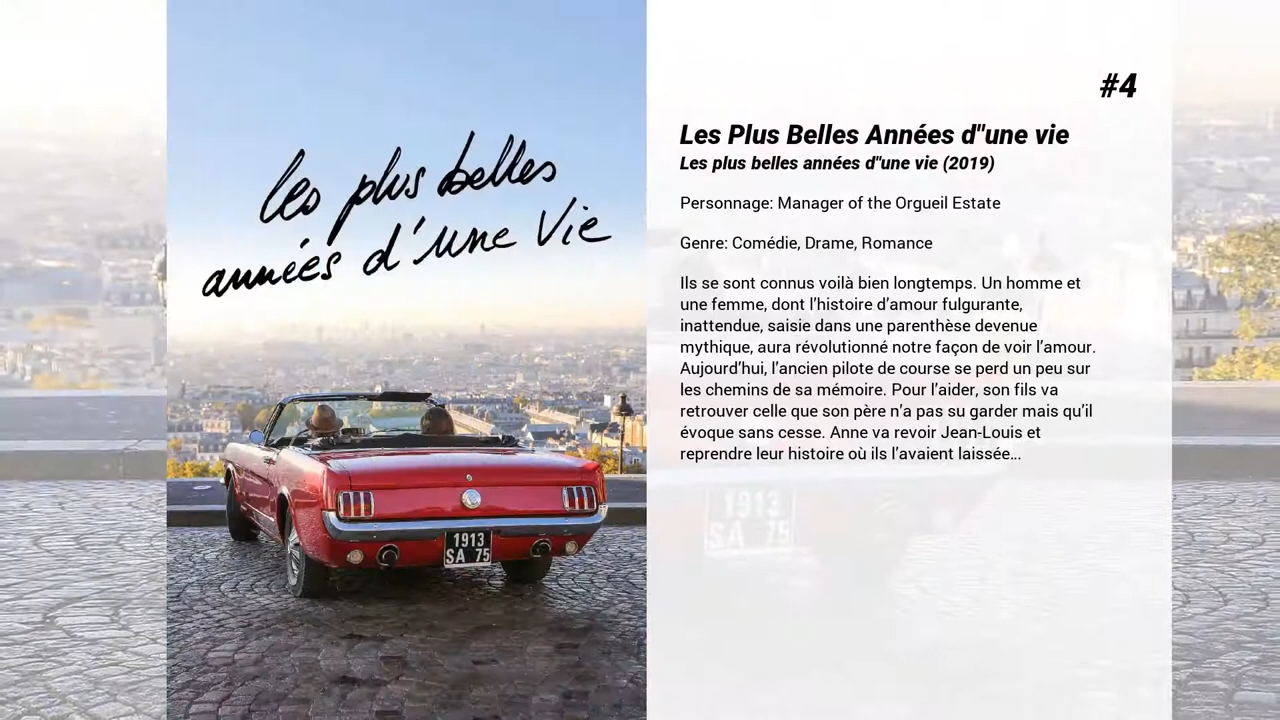 les plus belles
années d'une Vie
1913
SA 75
#4
Les Plus Belles Années d"une vie
Les plus belles années d"une vie (2019)
Personnage: Manager of the Orgueil Estate
Genre: Comédie, Drame, Romance
Ils se sont connus voilà bien longtemps. Un homme et
une femme, dont l’histoire d’amour fulgurante,
inattendue, saisie dans une parenthèse devenue
mythique, aura révolutionné notre façon de voir l’amour.
Aujourd’hui, l’ancien pilote de course se perd un peu sur
les chemins de sa mémoire. Pour l’aider, son fils va
retrouver celle que son père n’a pas su garder mais qu’il
évoque sans cesse. Anne va revoir Jean-Louis et
reprendre leur histoire où ils l’avaient laissée…
1913
SA 75